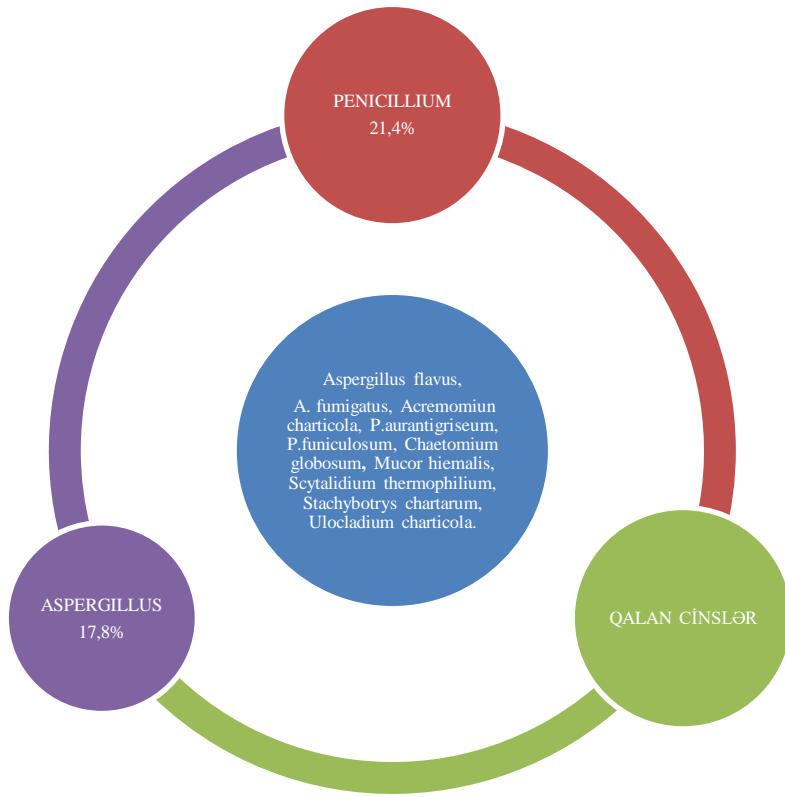 PENICILLIUM
21,4%
Aspergillus flavus,
A. fumigatus, Acremomiun
charticola, P.aurantigriseum,
P.funiculosum, Chaetomium
globosum, Mucor hiemalis,
Scytalidium thermophilium,
Stachybotrys chartarum,
Ulocladium charticola.
ASPERGILLUS
17,8%
QALAN CİNSLƏR